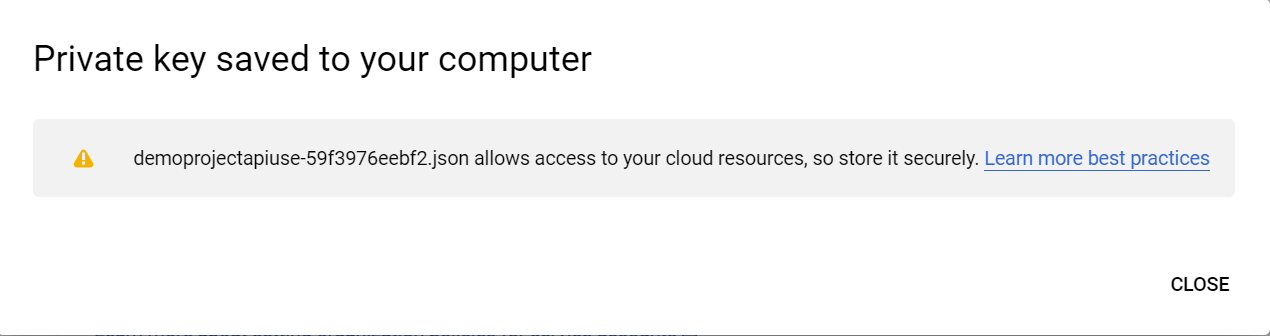 Private key saved to your computer
demoprojectapiuse-59f3976eebf2.json allows access to your cloud resources, so store it securely. Learn more best practices
CLOSE